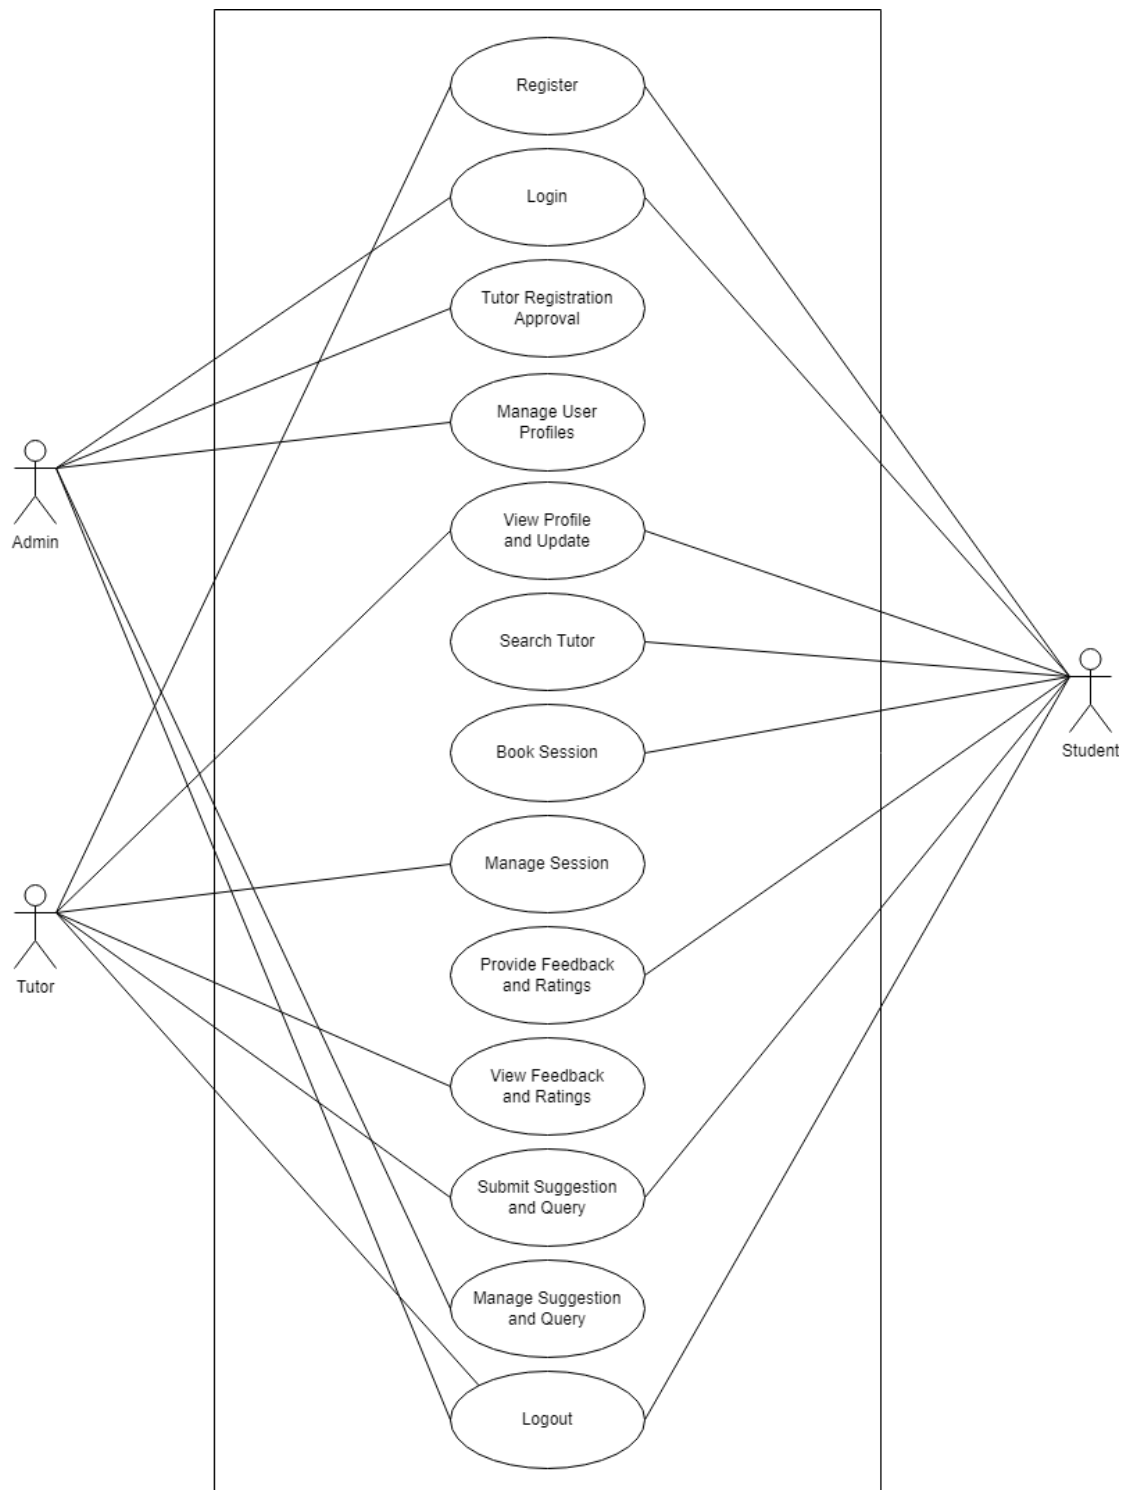 Register
Login
Tutor Registration
Approval
Manage User
Profiles
Admin
View Profile
and Update
Search Tutor
Student
Book Session
Manage Session
Tutor
Provide Feedback
and Ratings
View Feedback
and Ratings
Submit Suggestion
and Query
Manage Suggestion
and Query
Logout